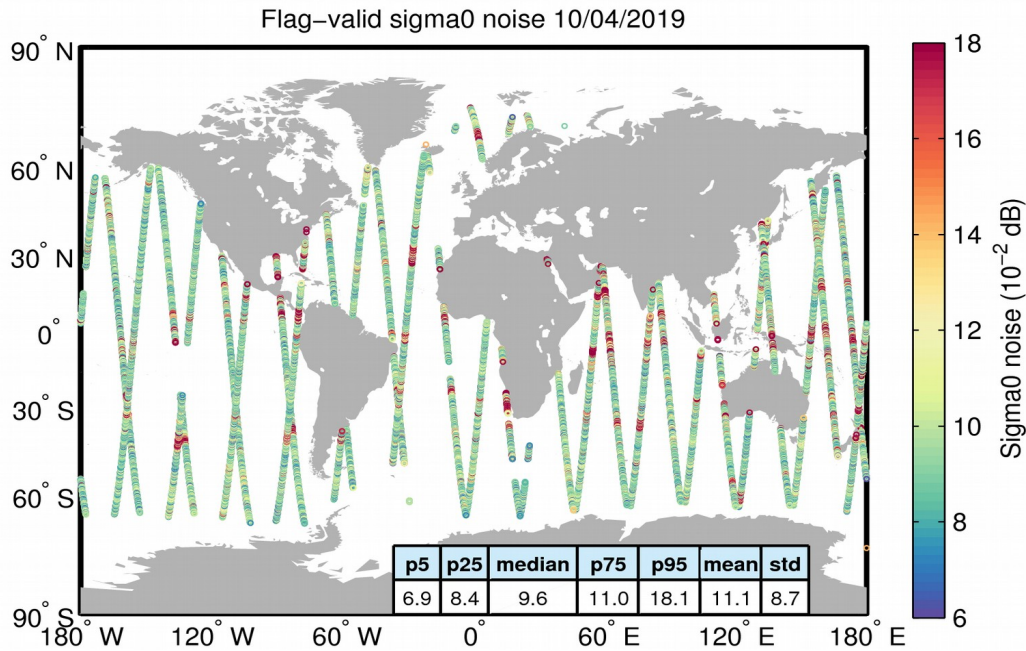 Flag−valid sigma0 noise 10/04/2019
90° N
60° N
30° N
0°
30° S
60° S
90° S
180° W
120° W
60° W
0°
60° E
120° E
180° E
p5 p25 median p75 p95 mean std
6.9 8.4 9.6 11.0 18.1 11.1 8.7
18
16
14
12
10
8
6
Sigma0 noise (10⁻² dB)